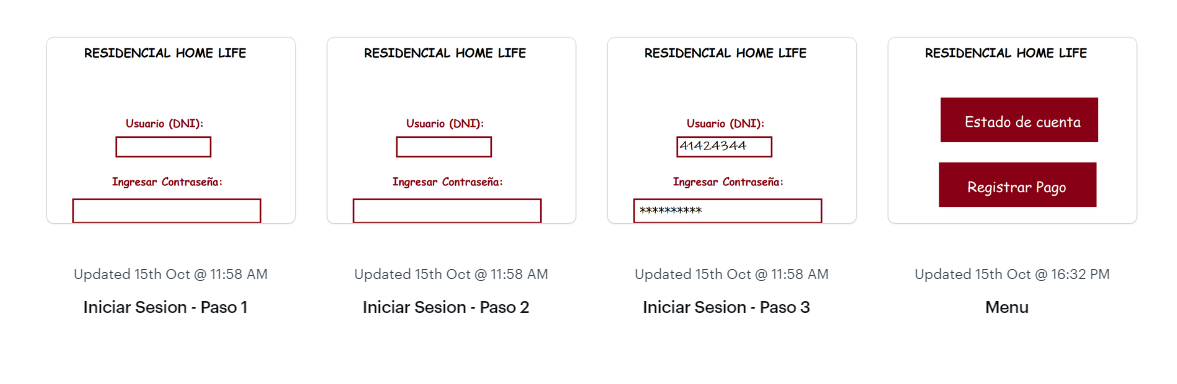 RESIDENCIAL HOME LIFE
Usuario (DNI):
Ingresar Contraseña:
Updated 15th Oct @ 11:58 AM
Iniciar Sesion - Paso 1
RESIDENCIAL HOME LIFE
Usuario (DNI):
Ingresar Contraseña:
Updated 15th Oct @ 11:58 AM
Iniciar Sesion - Paso 2
RESIDENCIAL HOME LIFE
Usuario (DNI):
41424344
Ingresar Contraseña:
**********
Updated 15th Oct @ 11:58 AM
Iniciar Sesion - Paso 3
RESIDENCIAL HOME LIFE
Estado de cuenta
Registrar Pago
Updated 15th Oct @ 16:32 PM
Menu